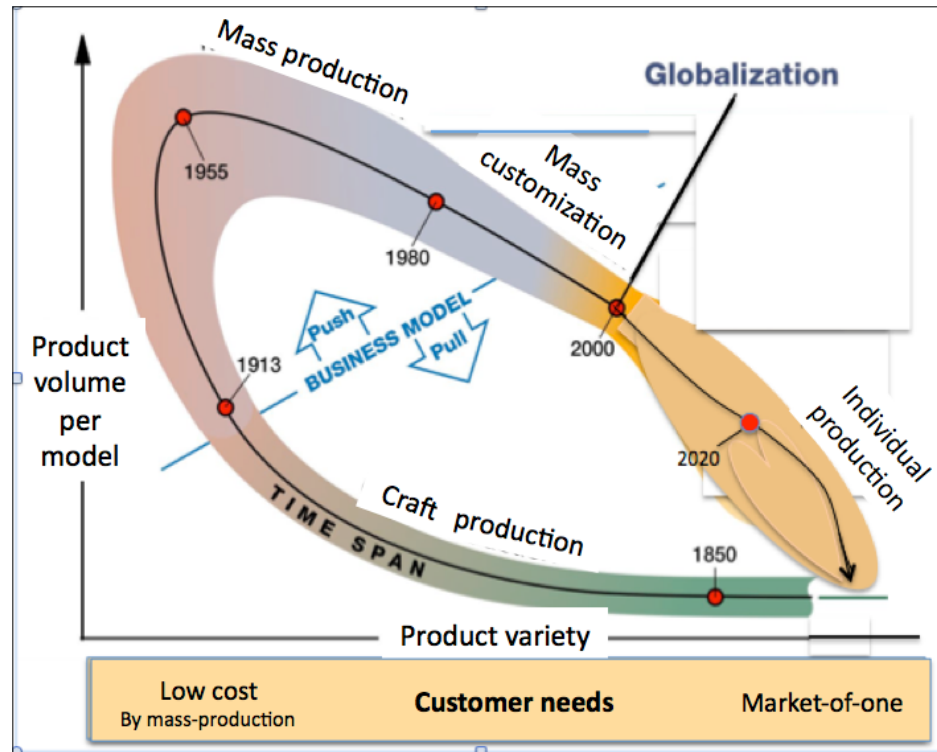 Mass production
Globalization
Mass
customization
1955
1980
Push
BUSINESS MODEL
Pull
2000
Product
volume
per
model
1913
Individual
production
2020
TIME SPAN
Craft production
1850
Product variety
Low cost
By mass-production
Customer needs
Market-of-one